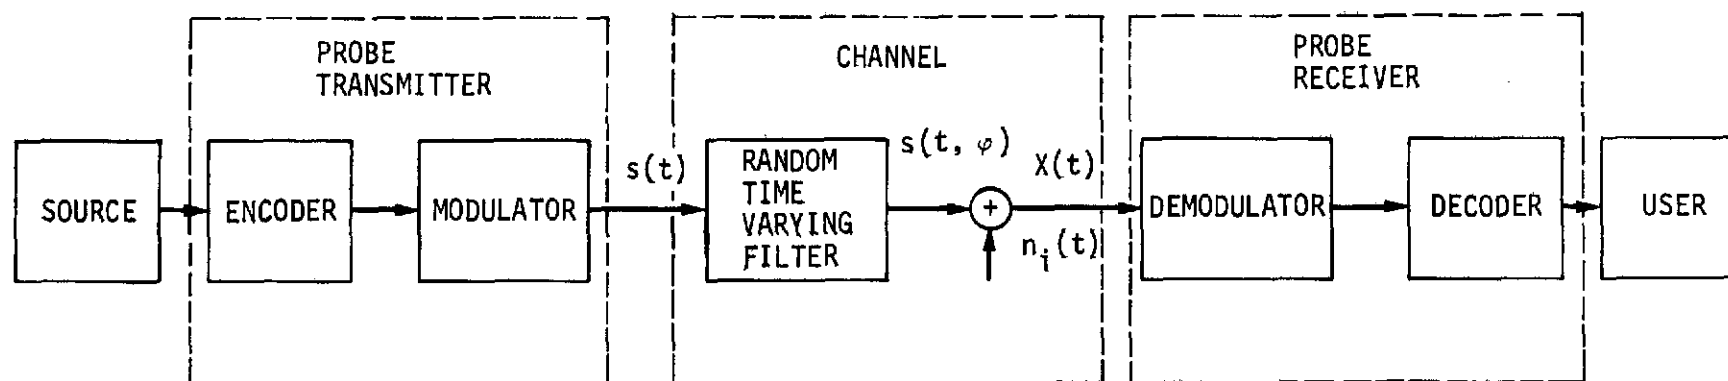 PROBE
TRANSMITTER
CHANNEL
PROBE
RECEIVER
SOURCE
ENCODER
MODULATOR
s(t)
RANDOM
TIME
VARYING
FILTER
s(t, φ)
+
X(t)
n_i(t)
DEMODULATOR
DECODER
USER